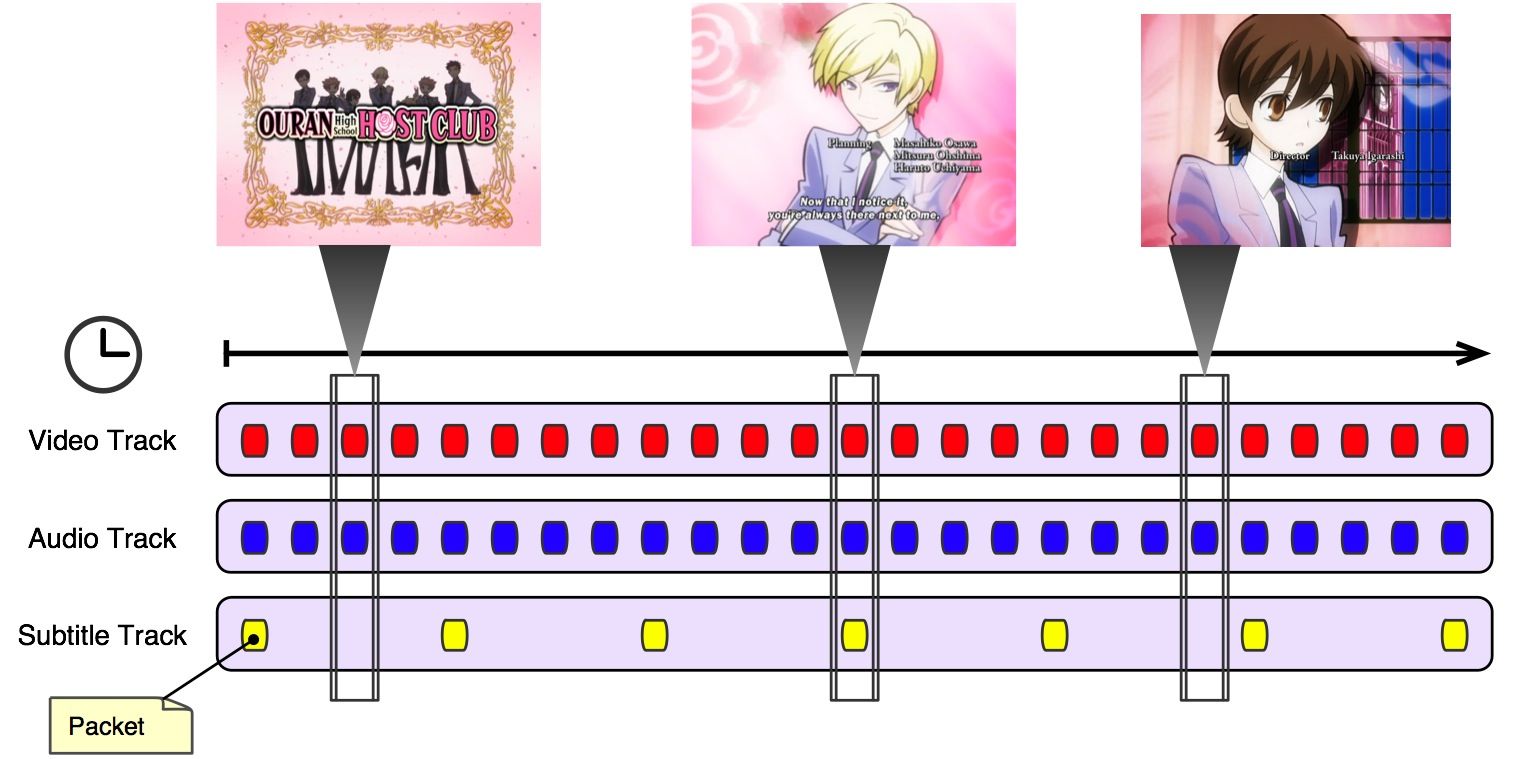 OURAN High School HOST CLUB
Planning Masahiko Osawa
Mitsuru Ohshima
Haruto Uchiyama
Now that I notice it,
you're always there next to me.
Director Takuya Igarashi
Video Track
Audio Track
Subtitle Track
Packet